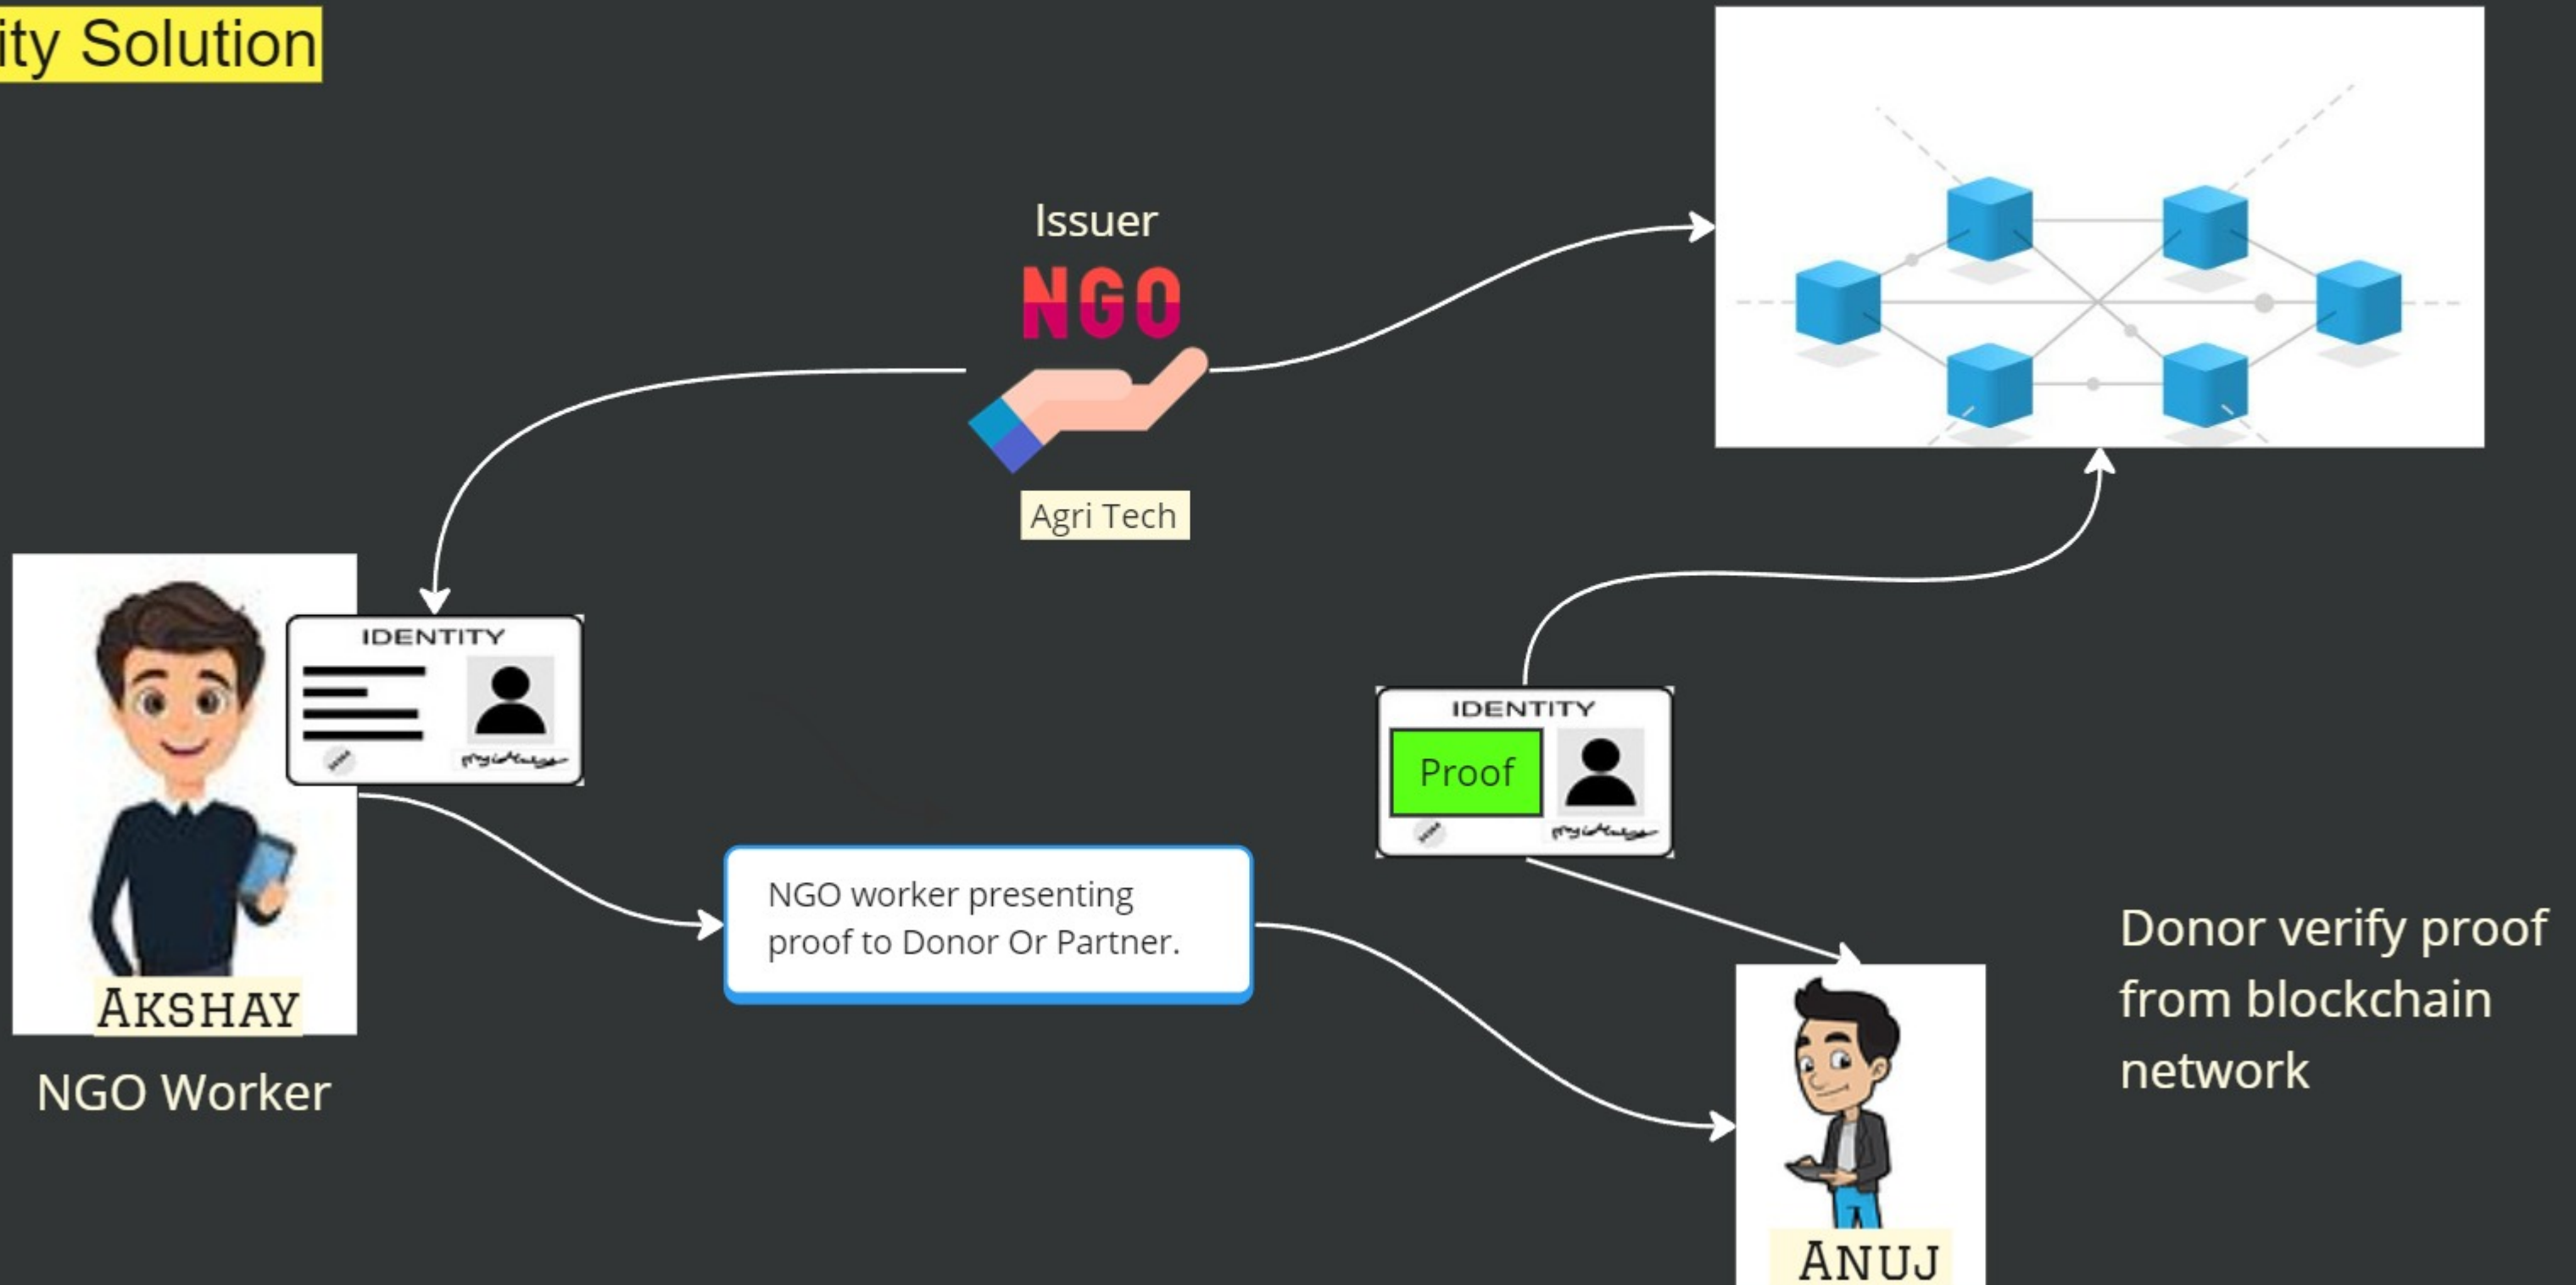 ity Solution
Issuer
NGO
Agri Tech
IDENTITY
AKSHAY
NGO Worker
NGO worker presenting
proof to Donor Or Partner.
IDENTITY
Proof
Donor verify proof
from blockchain
network
ANUJ